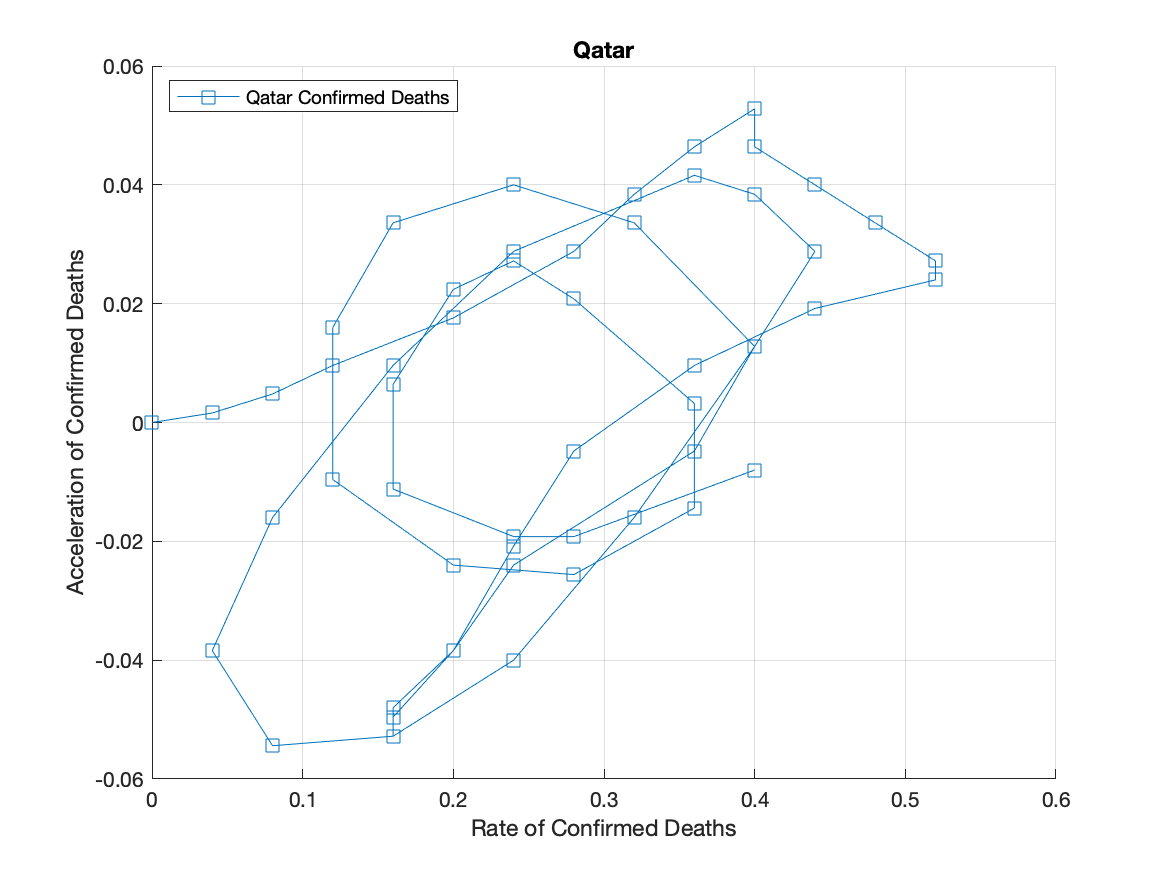 Qatar
Qatar Confirmed Deaths
Acceleration of Confirmed Deaths
0.06
0.04
0.02
0
-0.02
-0.04
-0.06
0 0.1 0.2 0.3 0.4 0.5 0.6
Rate of Confirmed Deaths